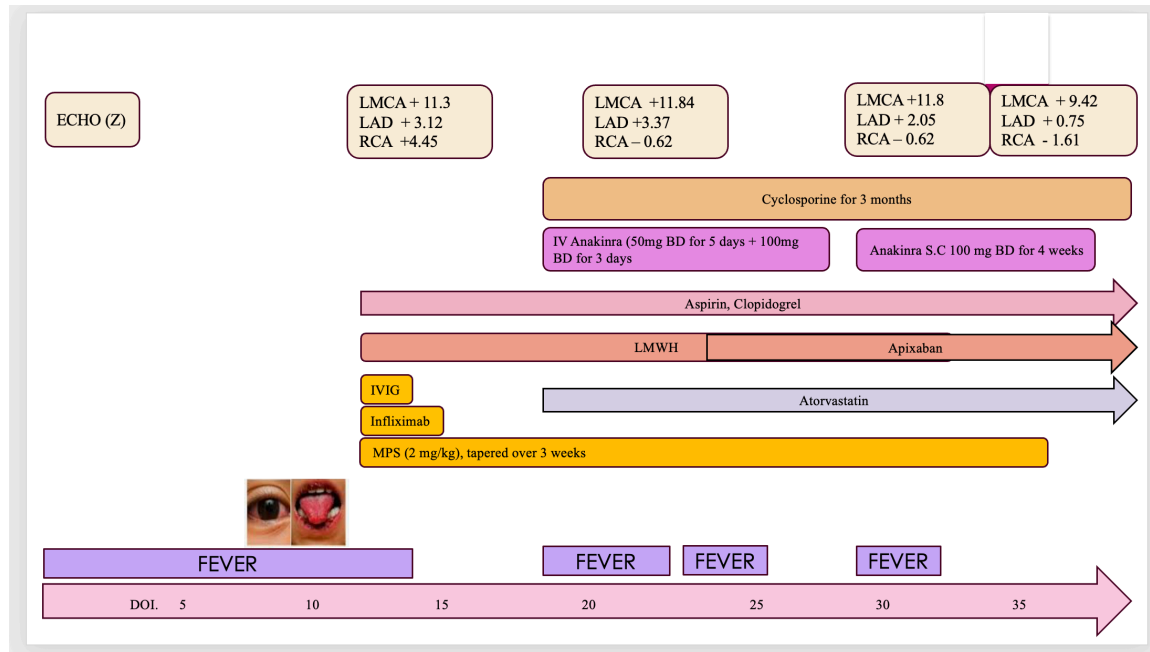 ECHO (Z)
LMCA + 11.3
LAD + 3.12
RCA +4.45
LMCA +11.84
LAD +3.37
RCA – 0.62
LMCA +11.8
LAD + 2.05
RCA – 0.62
LMCA + 9.42
LAD + 0.75
RCA - 1.61
Cyclosporine for 3 months
IV Anakinra (50mg BD for 5 days + 100mg
BD for 3 days
Anakinra S.C 100 mg BD for 4 weeks
Aspirin, Clopidogrel
LMWH
Apixaban
IVIG
Atorvastatin
Infliximab
MPS (2 mg/kg), tapered over 3 weeks
FEVER
FEVER
FEVER
FEVER
DOI. 5 10 15 20 25 30 35